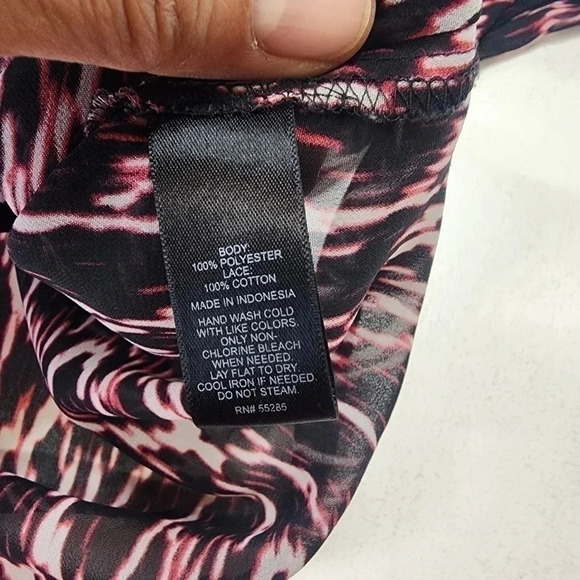 BODY:
100% POLYESTER
LACE:
100% COTTON
MADE IN INDONESIA
HAND WASH COLD
WITH LIKE COLORS.
ONLY NON-
CHLORINE BLEACH
WHEN NEEDED.
LAY FLAT TO DRY.
COOL IRON IF NEEDED.
DO NOT STEAM.
RN# 55285